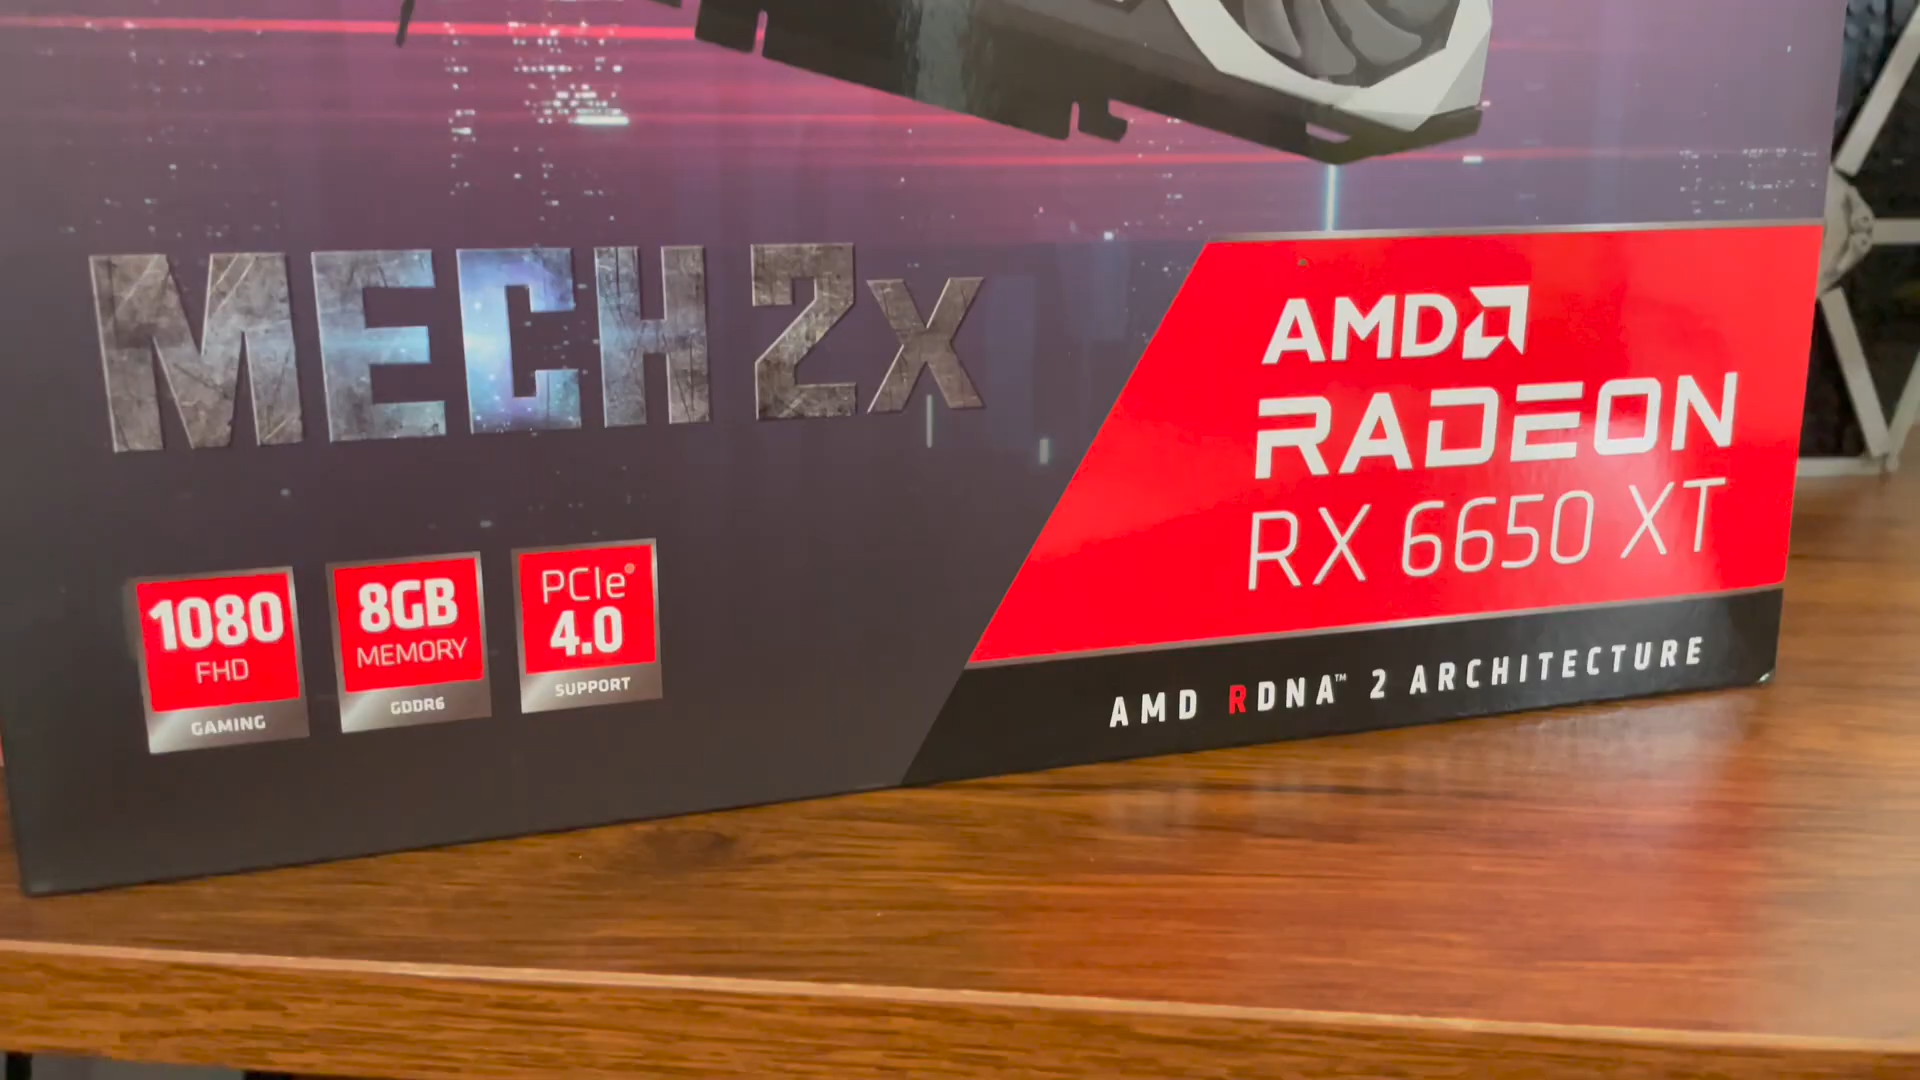 MECH 2X
1080
FHD
GAMING
8GB
MEMORY
GDDR6
PCIe®
4.0
SUPPORT
AMD
RADEON
RX 6650 XT
AMD RDNA™ 2 ARCHITECTURE